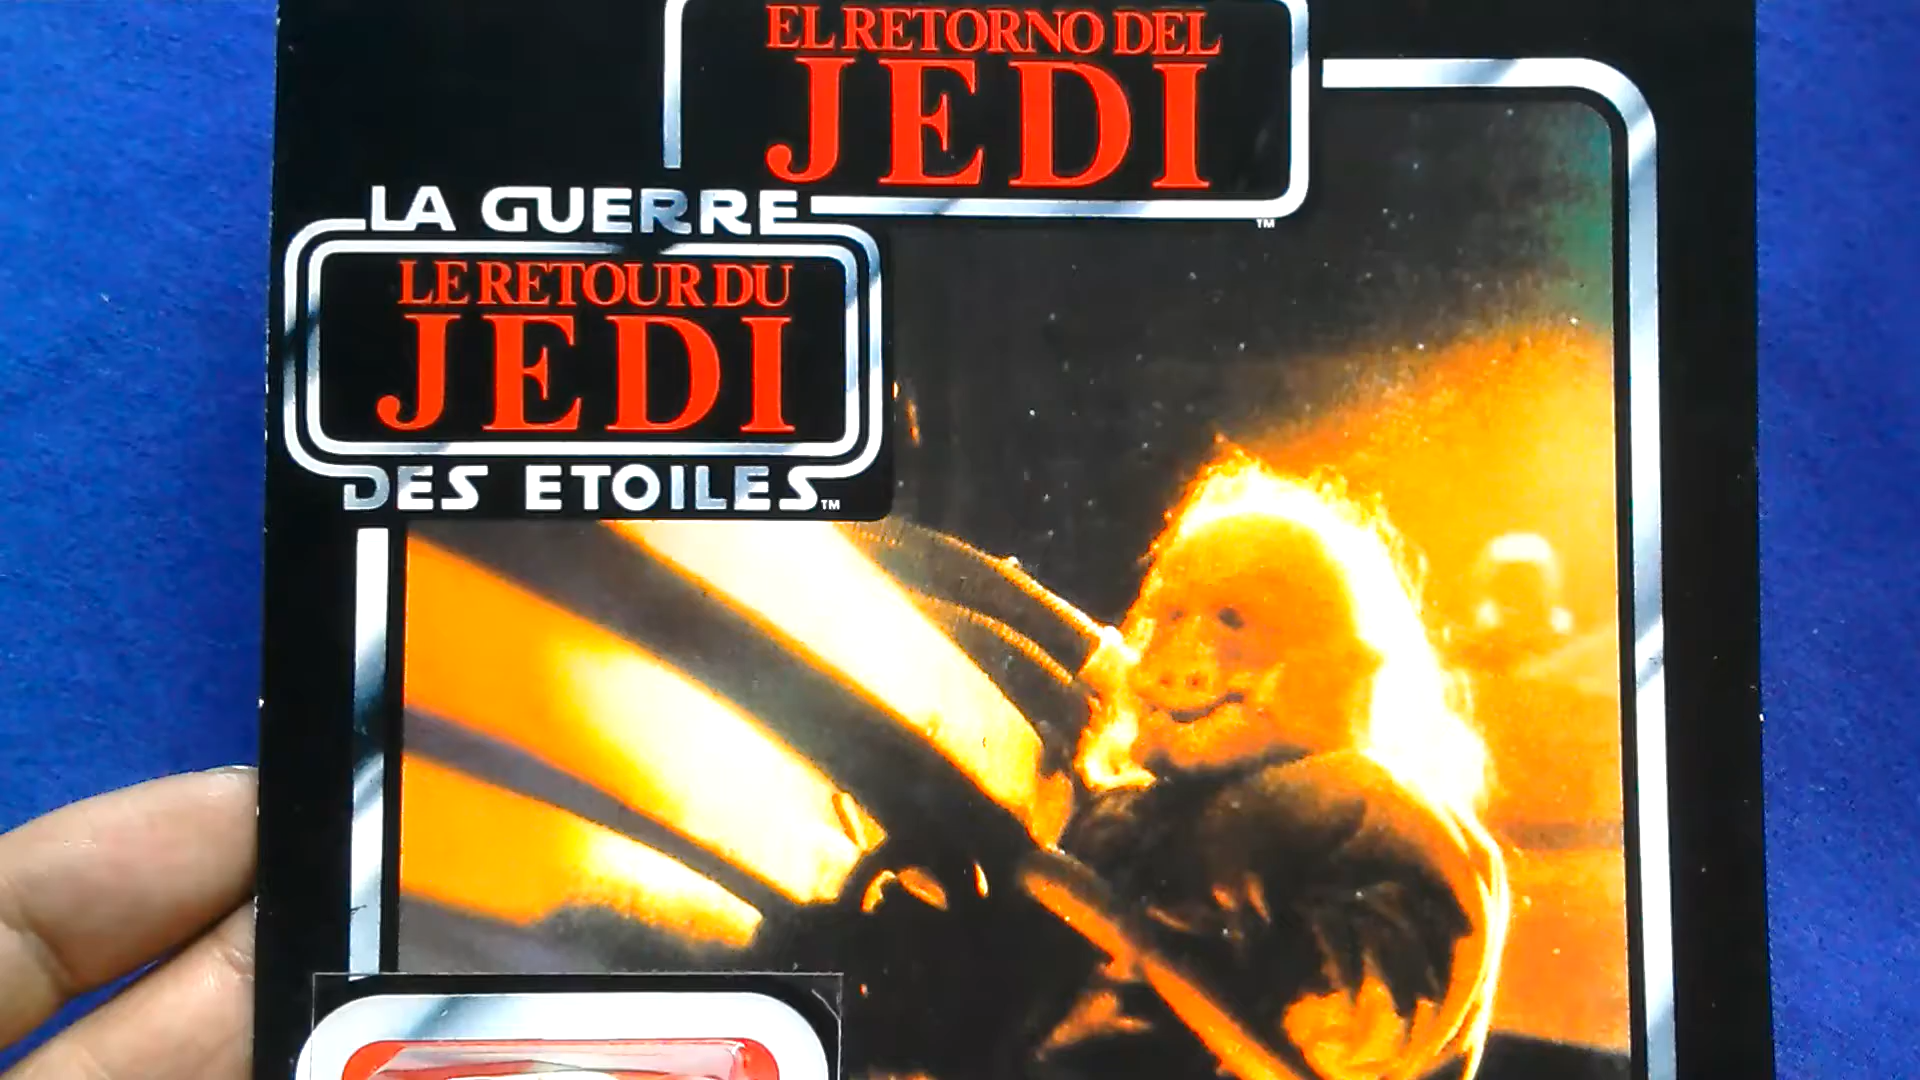 EL RETORNO DEL
JEDI
TM
LA GUERRE
LE RETOUR DU
JEDI
DES ETOILES
TM